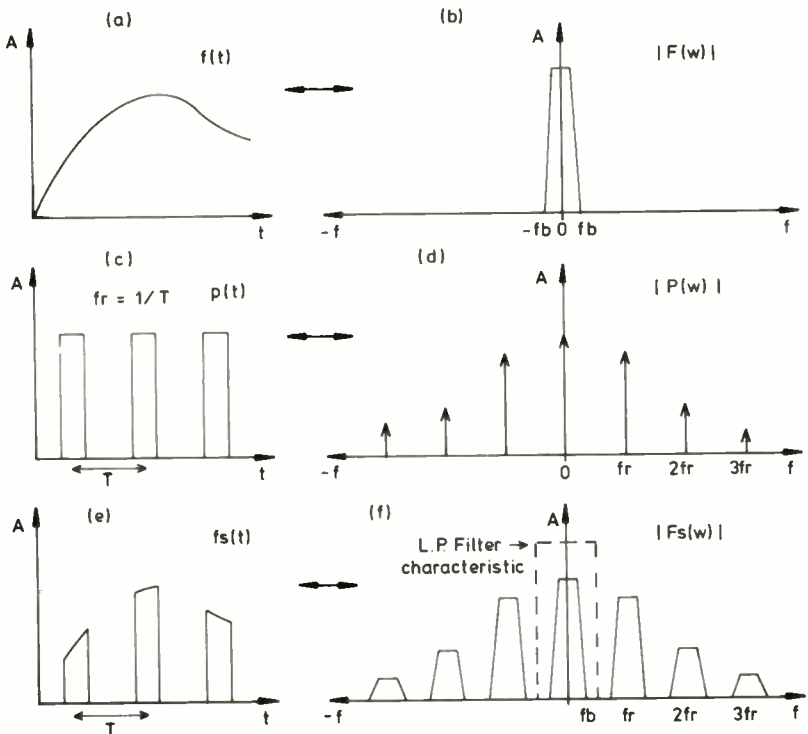 (a)
A
f(t)
t
(b)
A
|F(w)|
-f
-fb 0 fb
f
(c)
A
fr = 1/T
p(t)
T
t
(d)
A
|P(w)|
-f
0
fr
2fr
3fr
f
(e)
A
fs(t)
T
t
(f)
A
|Fs(w)|
L.P. Filter →
characteristic
-f
fb
fr
2fr
3fr
f